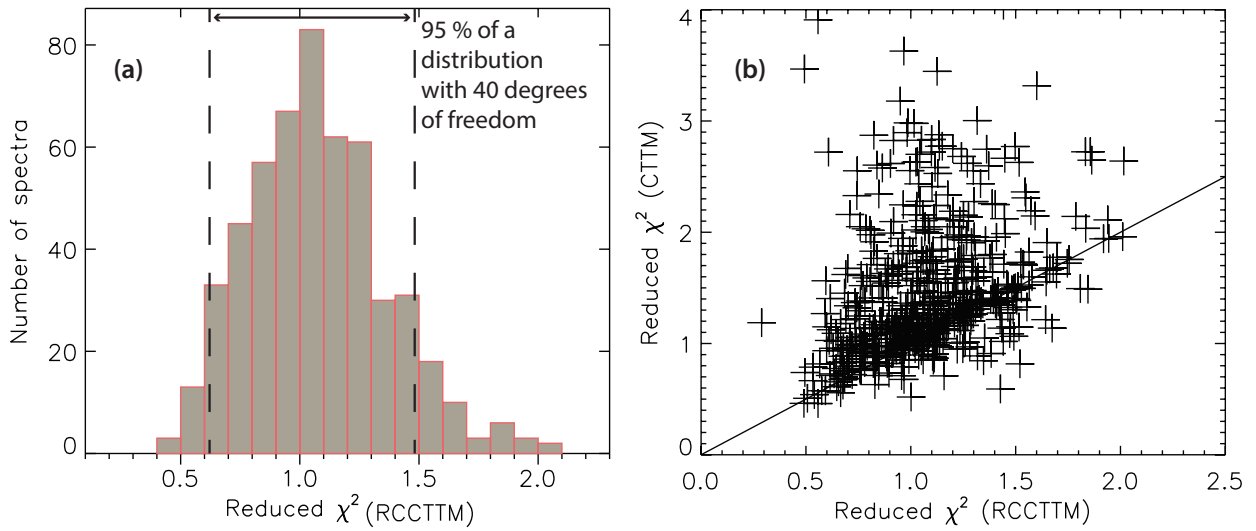 (a)
95 % of a
distribution
with 40 degrees
of freedom
Number of spectra
80
60
40
20
0
0.5 1.0 1.5 2.0
Reduced χ² (RCCTTM)
(b)
Reduced χ² (CTTM)
4
3
2
1
0
0.0 0.5 1.0 1.5 2.0 2.5
Reduced χ² (RCCTTM)